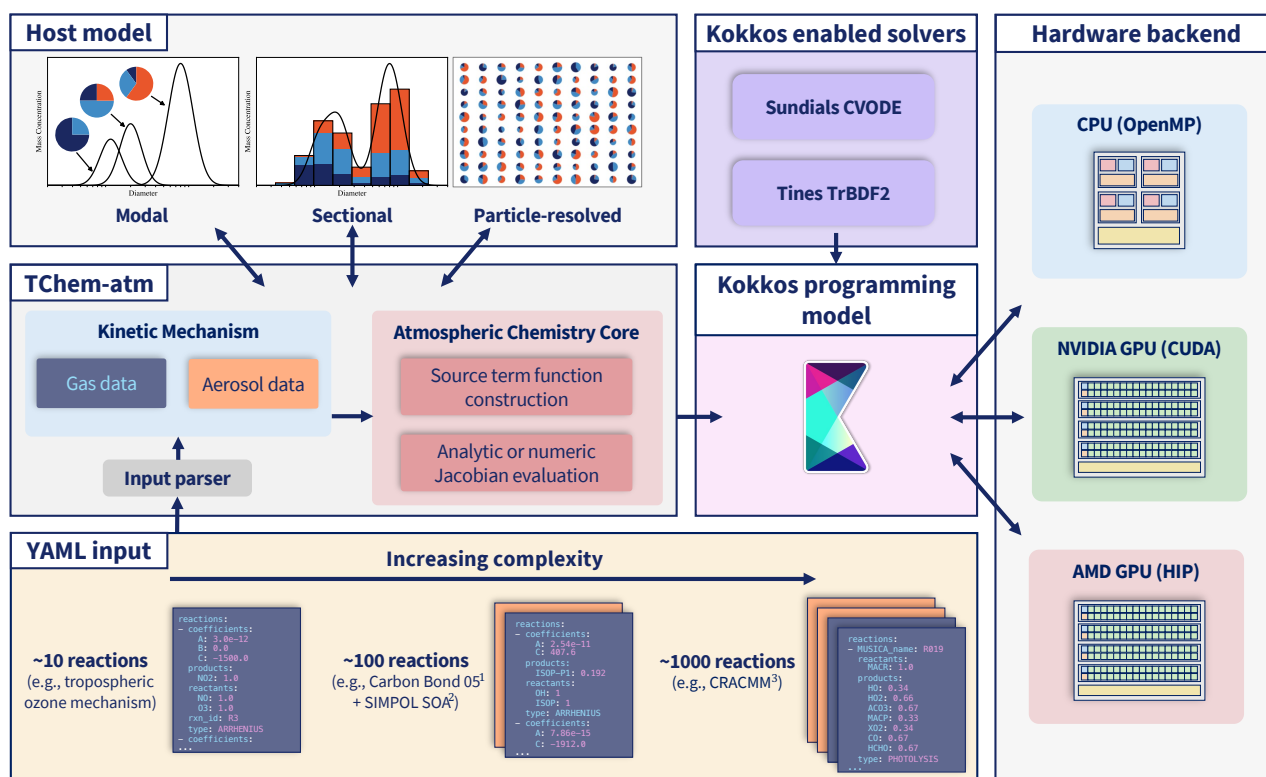 Host model
Mass Concentration
Diameter
Modal
Mass Concentration
Diameter
Sectional
Particle-resolved
Kokkos enabled solvers
Sundials CVODE
Tines TrBDF2
Hardware backend
CPU (OpenMP)
NVIDIA GPU (CUDA)
AMD GPU (HIP)
TChem-atm
Kinetic Mechanism
Gas data
Aerosol data
Input parser
Atmospheric Chemistry Core
Source term function
construction
Analytic or numeric
Jacobian evaluation
Kokkos programming
model
YAML input
Increasing complexity
~10 reactions
(e.g., tropospheric
ozone mechanism)
reactions:
- coefficients:
A: 3.0e-12
B: 0.0
C: -1500.0
products:
NO2: 1.0
reactants:
NO: 1.0
O3: 1.0
rxn_id: R3
type: ARRHENIUS
- coefficients:
...
~100 reactions
(e.g., Carbon Bond 05¹
+ SIMPOL SOA²)
reactions:
- coefficients:
A: 2.54e-11
C: 407.6
products:
ISOP-P1: 0.192
reactants:
OH: 1
ISOP: 1
type: ARRHENIUS
- coefficients:
A: 7.86e-15
C: -1912.0
...
~1000 reactions
(e.g., CRACMM³)
reactions:
- MUSICA_name: R019
reactants:
MACR: 1.0
products:
HO: 0.34
HO2: 0.66
ACO3: 0.67
MACP: 0.33
XO2: 0.34
CO: 0.67
HCHO: 0.67
type: PHOTOLYSIS
...